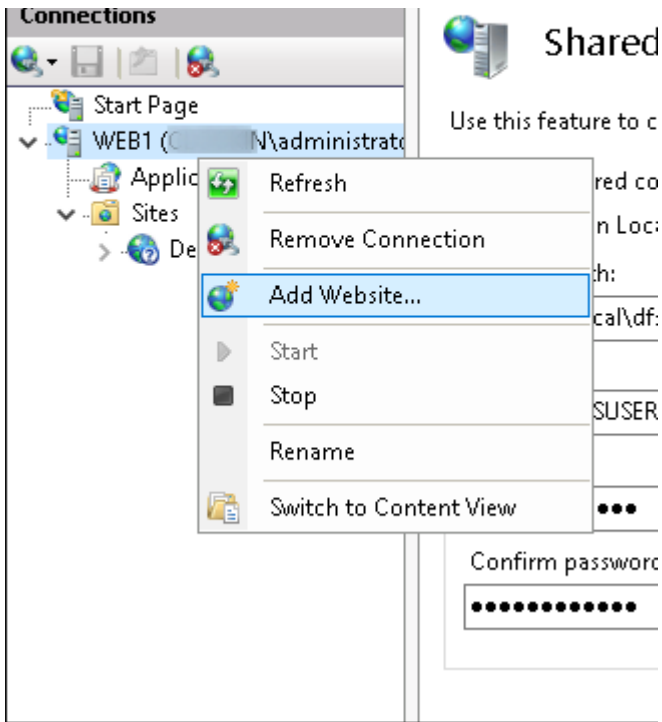 Connections
Start Page
WEB1 (
N\administrato
Applic
Sites
De
Refresh
Remove Connection
Add Website...
Start
Stop
Rename
Switch to Content View
Shared
Use this feature to c
red co
n Loca
th:
cal\df
SUSER
Confirm password